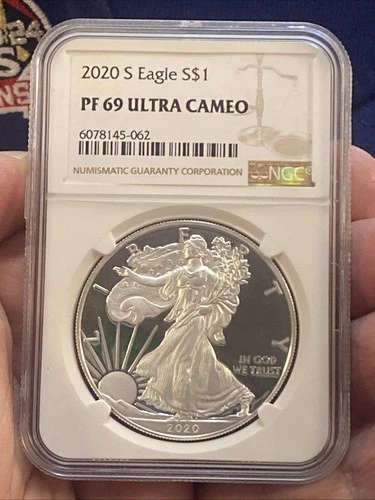 2020 S Eagle S$1
PF 69 ULTRA CAMEO
6078145-062
NUMISMATIC GUARANTY CORPORATION
NGC
LIBERTY
IN GOD
WE TRUST
2020